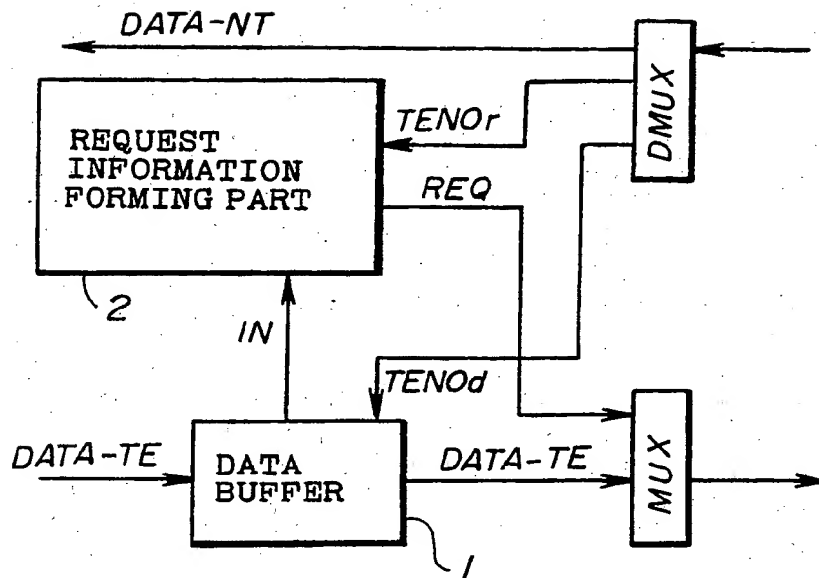 DATA-NT
DMUX
TENOr
REQUEST
INFORMATION
FORMING PART
REQ
2
IN
TENOd
DATA-TE
DATA
BUFFER
DATA-TE
MUX
1